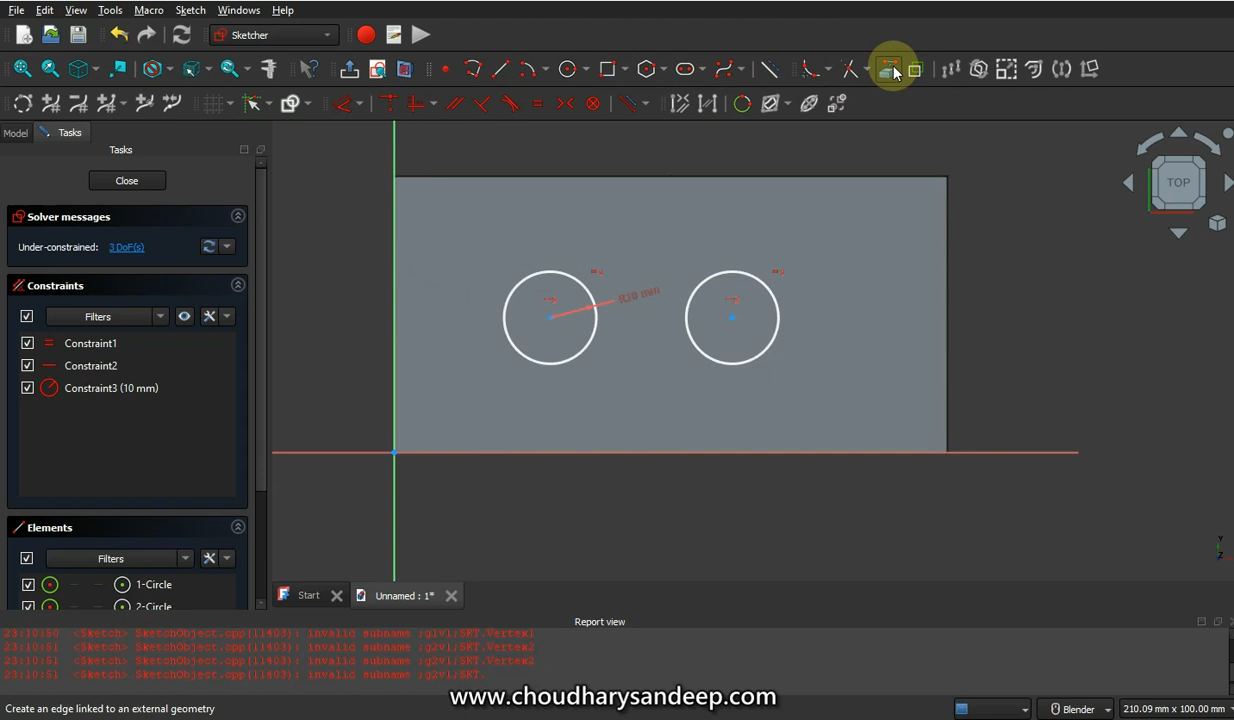 File Edit View Tools Macro Sketch Windows Help
Sketcher
Model Tasks
Tasks
Close
Solver messages
Under-constrained: 3 DoF(s)
Constraints
Filters
Constraint1
Constraint2
Constraint3 (10 mm)
Elements
Filters
1-Circle
2-Circle
R10 mm
TOP
Y
Z
Start
Unnamed : 1*
Report view
23:10:50 <Sketch> SketchObject.cpp(11403): invalid subname ;g1v1;SKT.Vertex1
23:10:51 <Sketch> SketchObject.cpp(11403): invalid subname ;g2v1;SKT.Vertex2
23:10:51 <Sketch> SketchObject.cpp(11403): invalid subname ;g2v1;SKT.Vertex2
23:10:51 <Sketch> SketchObject.cpp(11403): invalid subname ;g2v1;SKT.
www.choudharysandeep.com
Create an edge linked to an external geometry
Blender
210.09 mm x 100.00 mm